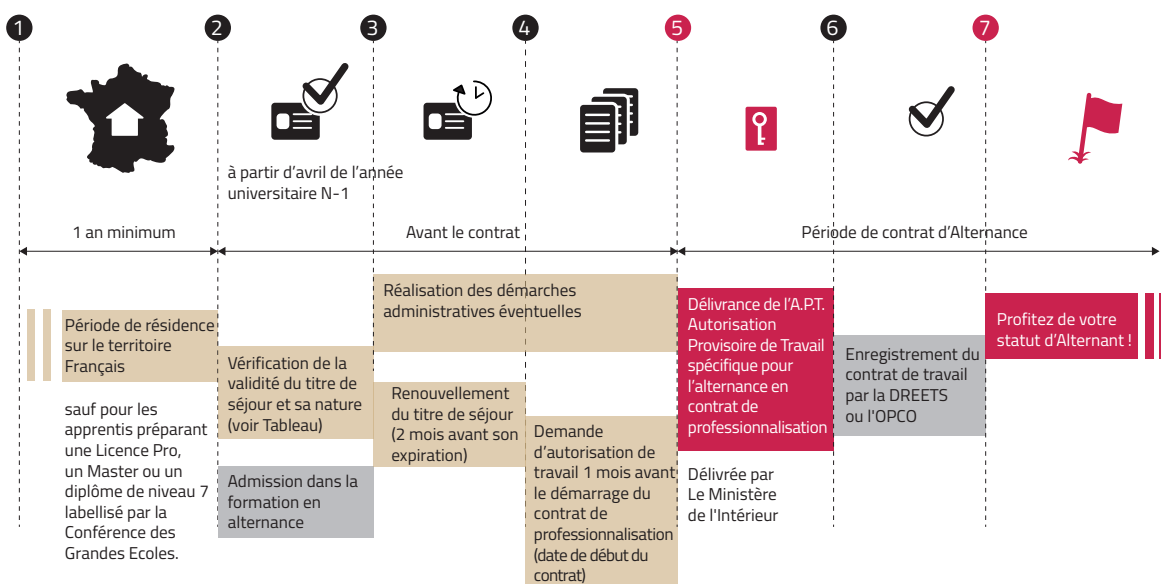 1
2
3
4
5
6
7
à partir d’avril de l’année
universitaire N-1
1 an minimum
Avant le contrat
Période de contrat d’Alternance
Période de résidence
sur le territoire
Français
sauf pour les
apprentis préparant
une Licence Pro,
un Master ou un
diplôme de niveau 7
labellisé par la
Conférence des
Grandes Ecoles.
Vérification de la
validité du titre de
séjour et sa nature
(voir Tableau)
Admission dans la
formation en
alternance
Réalisation des démarches
administratives éventuelles
Renouvellement
du titre de séjour
(2 mois avant son
expiration)
Demande
d’autorisation de
travail 1 mois avant
le démarrage du
contrat de
professionnalisation
(date de début du
contrat)
Délivrance de l’A.P.T.
Autorisation
Provisoire de Travail
spécifique pour
l’alternance en
contrat de
professionnalisation
Délivrée par
Le Ministère
de l'Intérieur
Enregistrement du
contrat de travail
par la DREETS
ou l'OPCO
Profitez de votre
statut d’Alternant !